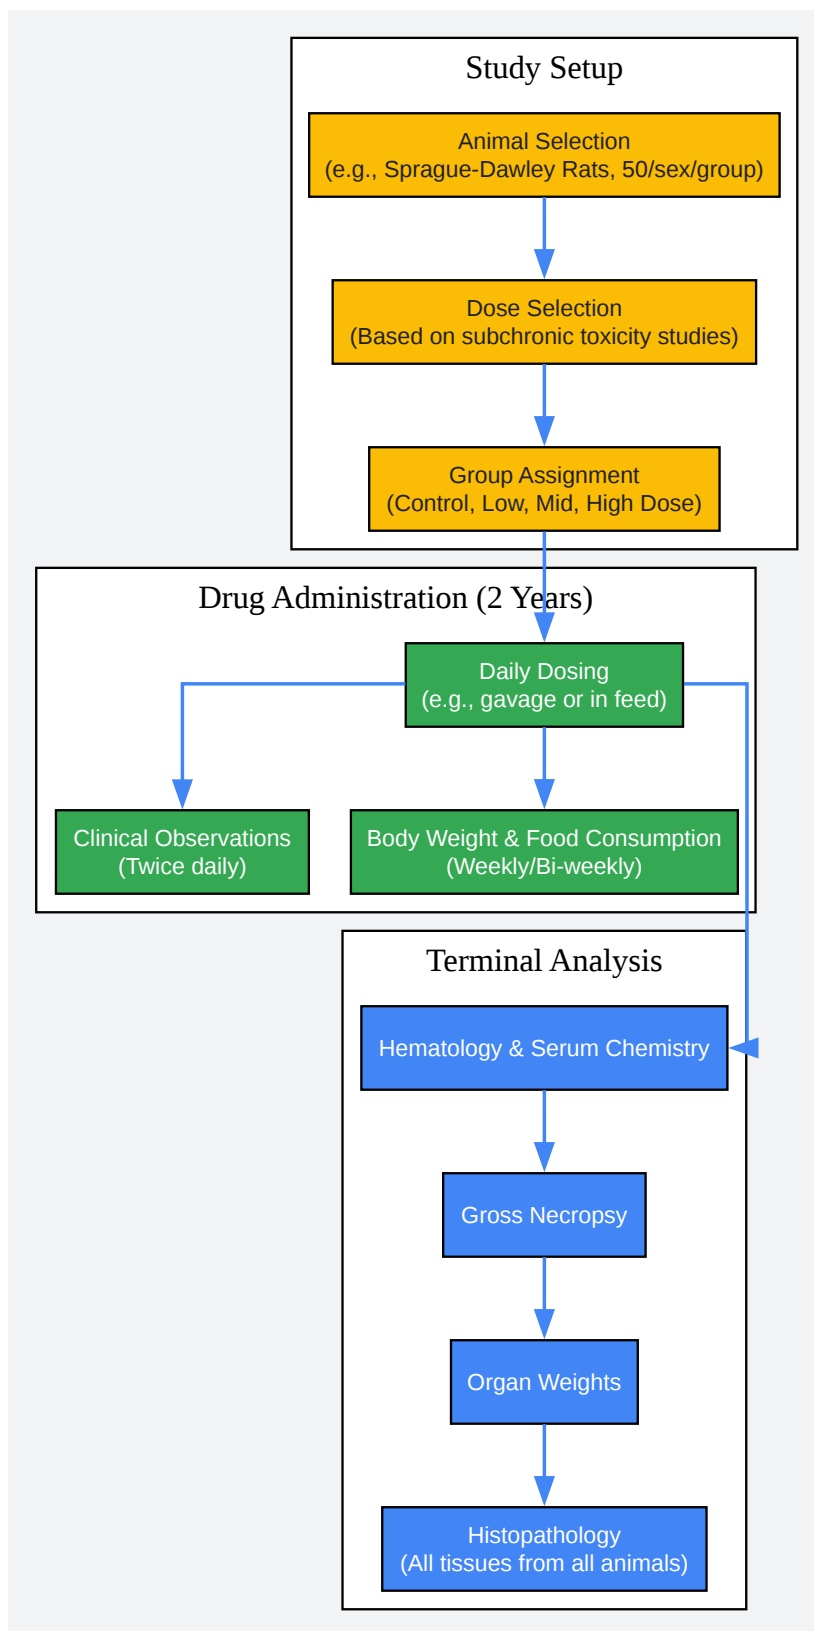 Study Setup
Animal Selection
(e.g., Sprague-Dawley Rats, 50/sex/group)
Dose Selection
(Based on subchronic toxicity studies)
Group Assignment
(Control, Low, Mid, High Dose)
Drug Administration (2 Years)
Daily Dosing
(e.g., gavage or in feed)
Clinical Observations
(Twice daily)
Body Weight & Food Consumption
(Weekly/Bi-weekly)
Terminal Analysis
Hematology & Serum Chemistry
Gross Necropsy
Organ Weights
Histopathology
(All tissues from all animals)